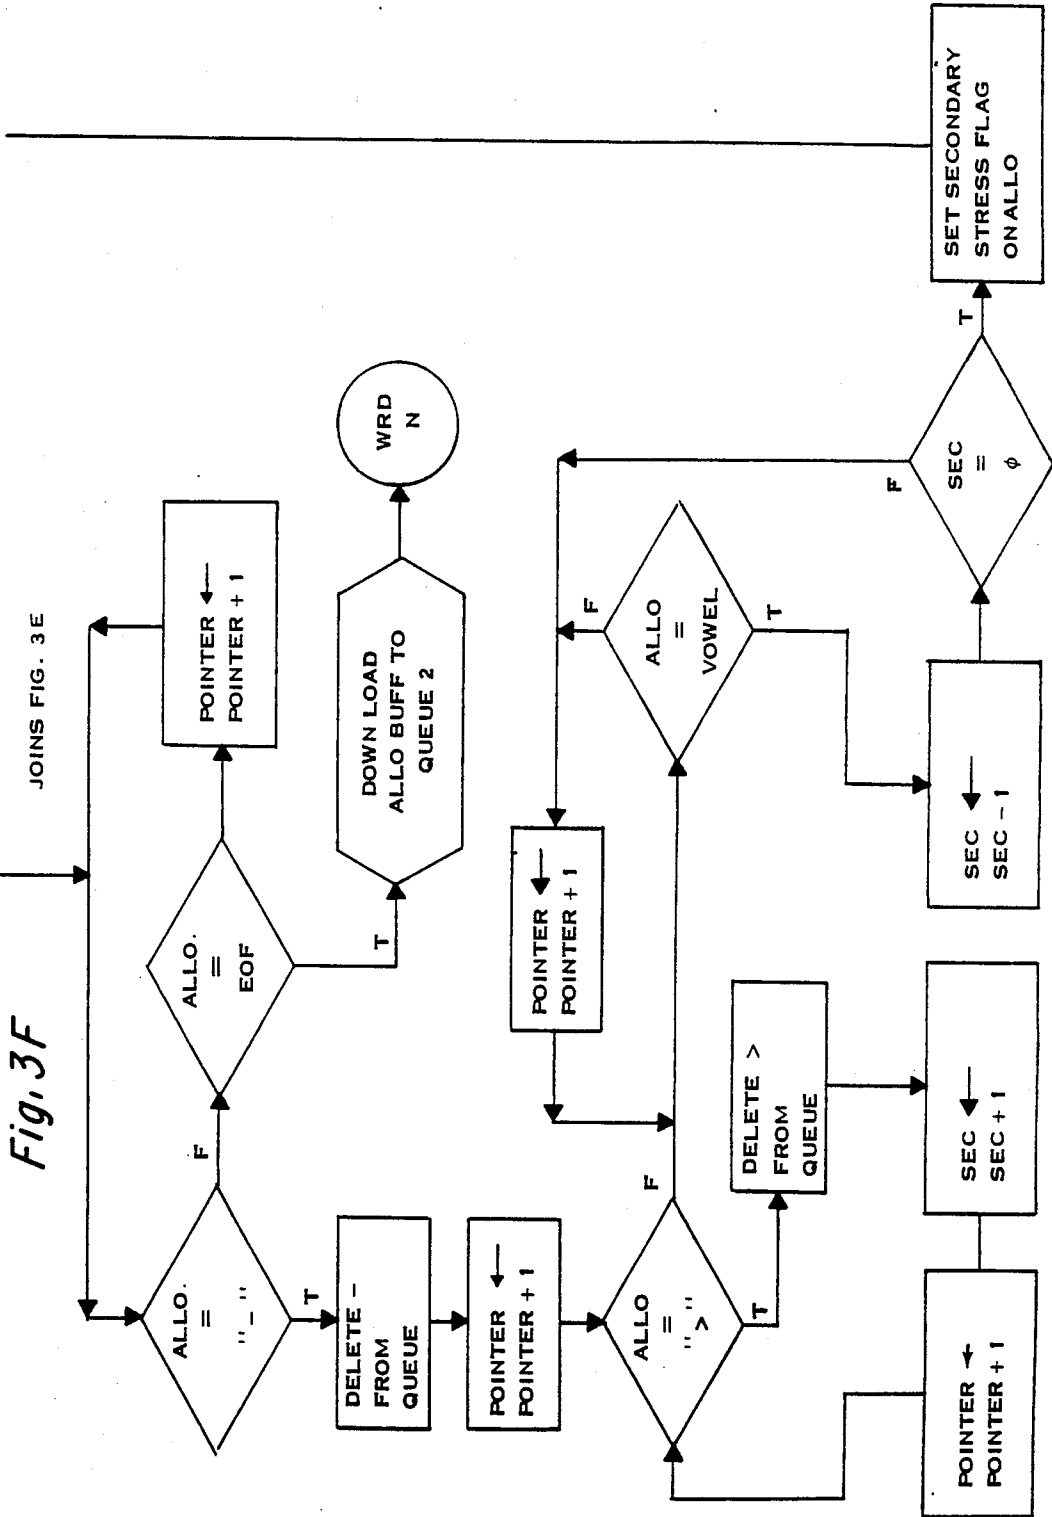 Fig. 3F
JOINS FIG. 3E
ALLO.
=
"_"
F
T
ALLO.
=
EOF
T
POINTER ←
POINTER + 1
DOWN LOAD
ALLO BUFF TO
QUEUE 2
WRD
N
DELETE -
FROM
QUEUE
POINTER ←
POINTER + 1
ALLO
=
">"
F
T
DELETE >
FROM
QUEUE
SEC ←
SEC + 1
POINTER ←
POINTER + 1
POINTER ←
POINTER + 1
ALLO
=
VOWEL
F
T
SEC ←
SEC - 1
SEC
=
ϕ
F
T
SET SECONDARY
STRESS FLAG
ON ALLO